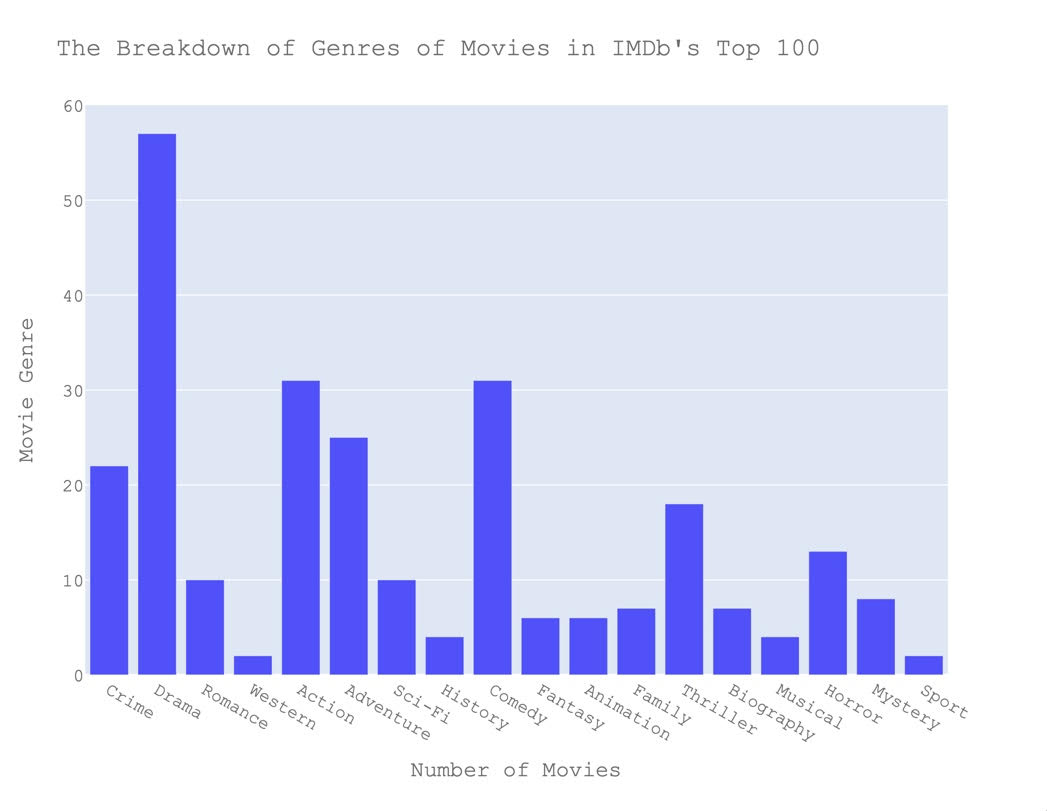 The Breakdown of Genres of Movies in IMDb's Top 100
60
50
40
30
20
10
0
Movie Genre
Crime
Drama
Romance
Western
Action
Adventure
Sci-Fi
History
Comedy
Fantasy
Animation
Family
Thriller
Biography
Musical
Horror
Mystery
Sport
Number of Movies